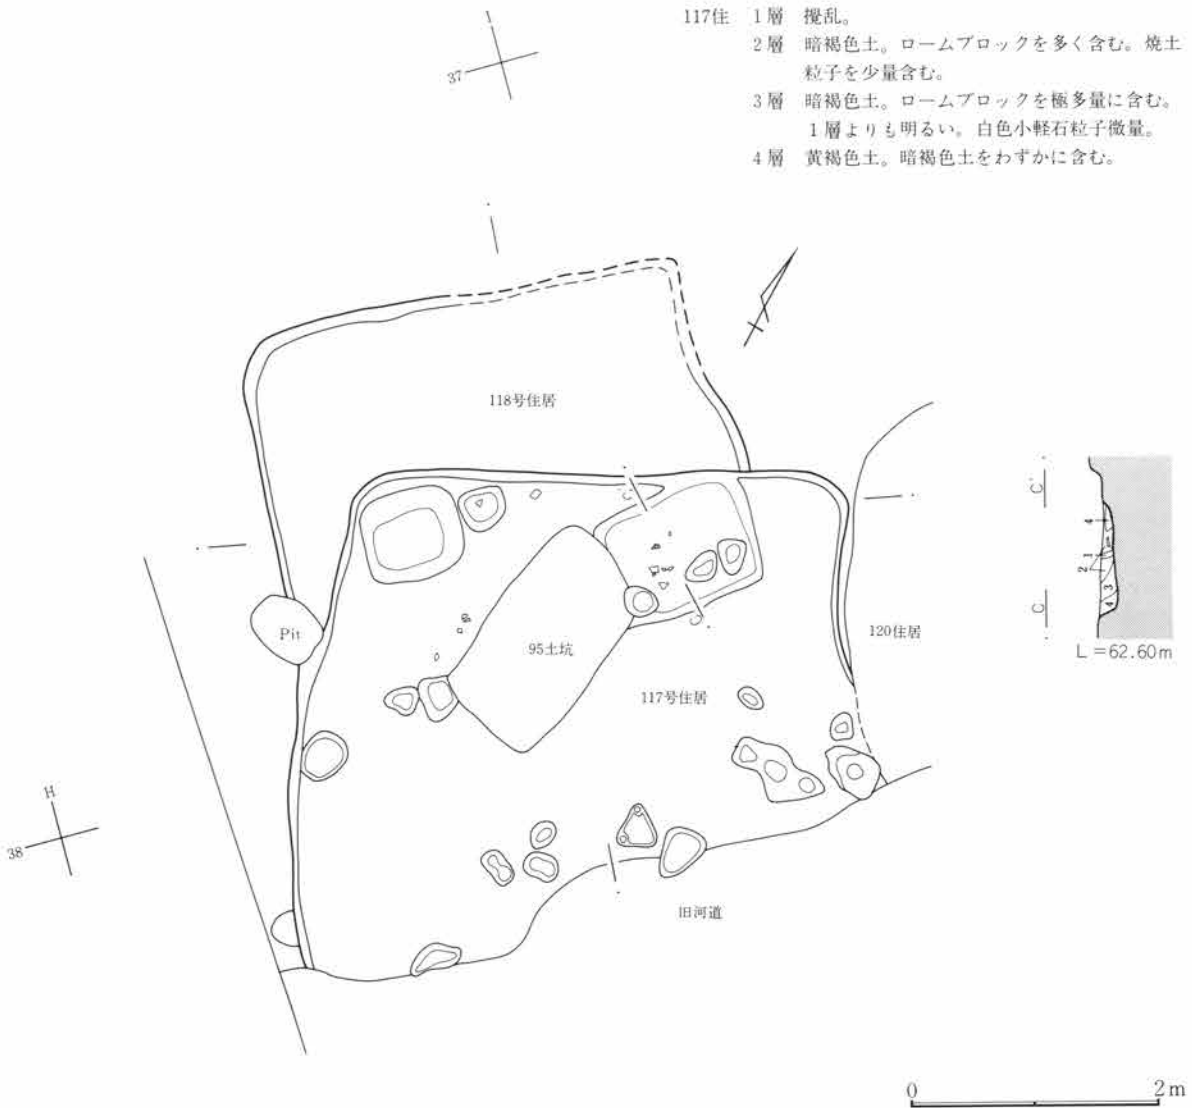 117住 1層 攪乱。
2層 暗褐色土。ロームブロックを多く含む。焼土
粒子を少量含む。
3層 暗褐色土。ロームブロックを極多量に含む。
1層よりも明るい。白色小軽石粒子微量。
4層 黄褐色土。暗褐色土をわずかに含む。
I
37
118号住居
C'
C'
4
1
2
3
4
C
Pit
95土坑
120住居
L=62.60m
117号住居
C
H
38
旧河道
0 2m